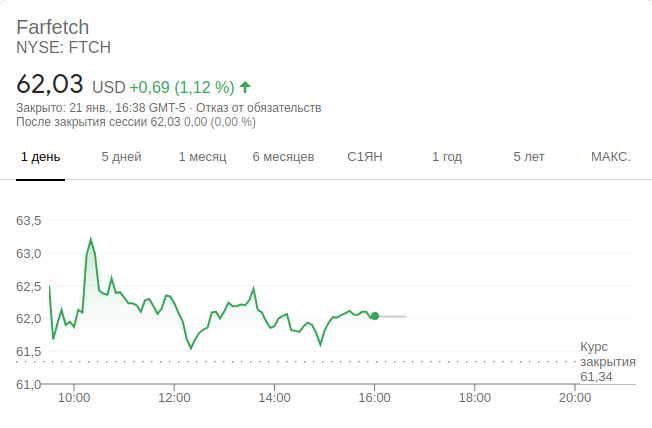 Farfetch
NYSE: FTCH
62,03 USD +0,69 (1,12 %)
Закрыто: 21 янв., 16:38 GMT-5 · Отказ от обязательств
После закрытия сессии 62,03 0,00 (0,00 %)
1 день 5 дней 1 месяц 6 месяцев С1ЯН 1 год 5 лет МАКС.
63,5
63,0
62,5
62,0
61,5
61,0
Курс
закрытия
61,34
10:00 12:00 14:00 16:00 18:00 20:00